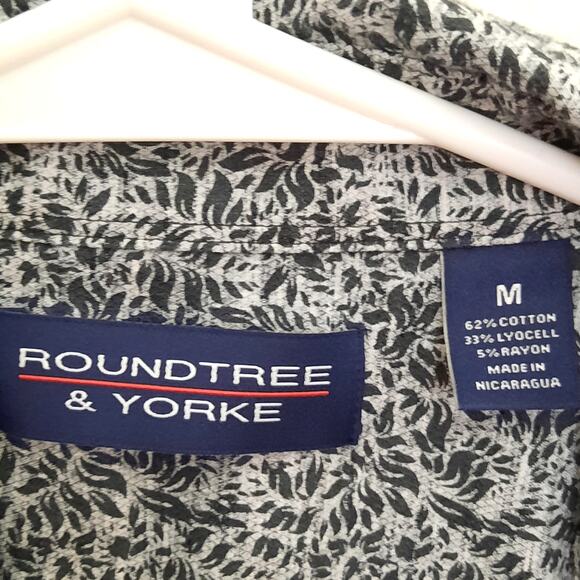 ROUNDTREE
& YORKE
M
62% COTTON
33% LYOCELL
5% RAYON
MADE IN
NICARAGUA